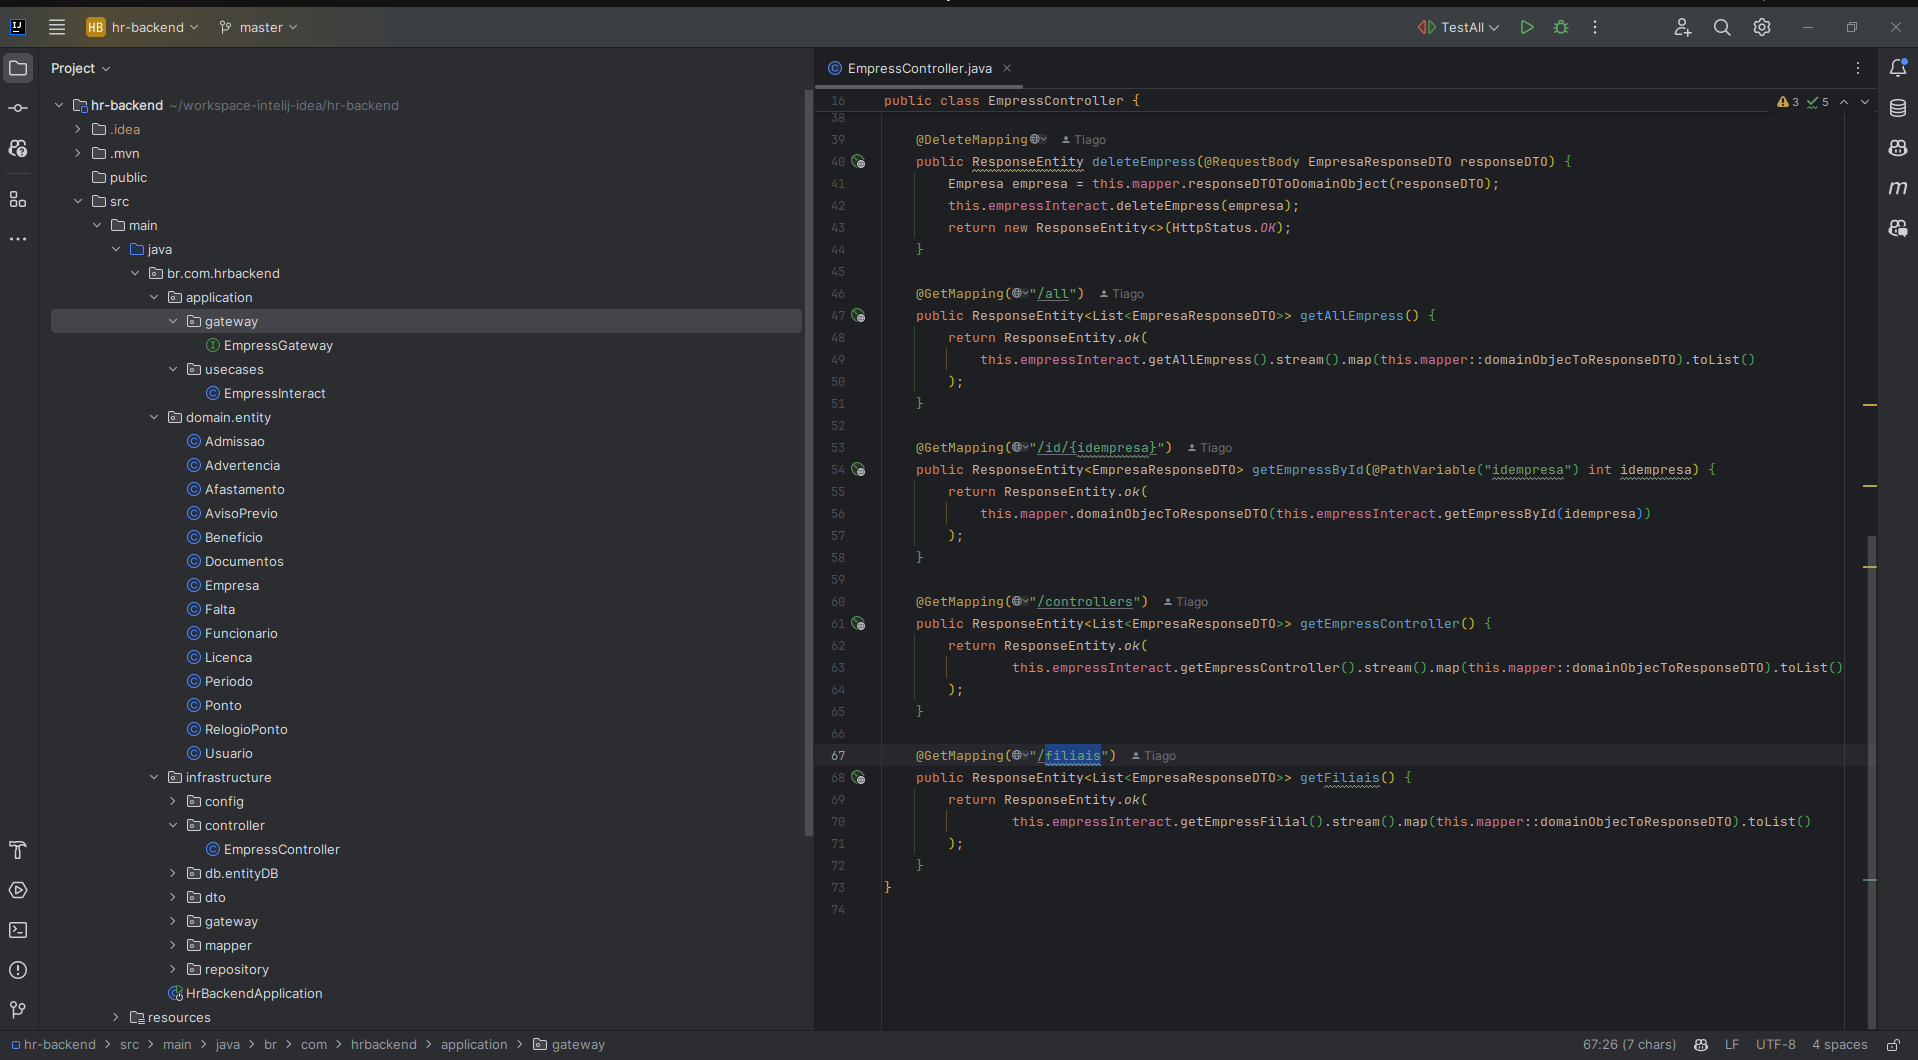 HB hr-backend master TestAll
Project
hr-backend ~/workspace-intelij-idea/hr-backend
.idea
.mvn
public
src
main
java
br.com.hrbackend
application
gateway
EmpressGateway
usecases
EmpressInteract
domain.entity
Admissao
Advertencia
Afastamento
AvisoPrevio
Beneficio
Documentos
Empresa
Falta
Funcionario
Licenca
Periodo
Ponto
RelogioPonto
Usuario
infrastructure
config
controller
EmpressController
db.entityDB
dto
gateway
mapper
repository
HrBackendApplication
resources
EmpressController.java
16 public class EmpressController { 3 5
38
39 @DeleteMapping Tiago
40 public ResponseEntity deleteEmpress(@RequestBody EmpresaResponseDTO responseDTO) {
41 Empresa empresa = this.mapper.responseDTOToDomainObject(responseDTO);
42 this.empressInteract.deleteEmpress(empresa);
43 return new ResponseEntity<>(HttpStatus.OK);
44 }
45
46 @GetMapping("/all") Tiago
47 public ResponseEntity<List<EmpresaResponseDTO>> getAllEmpress() {
48 return ResponseEntity.ok(
49 this.empressInteract.getAllEmpress().stream().map(this.mapper::domainObjecToResponseDTO).toList()
50 );
51 }
52
53 @GetMapping("/id/{idempresa}") Tiago
54 public ResponseEntity<EmpresaResponseDTO> getEmpressById(@PathVariable("idempresa") int idempresa) {
55 return ResponseEntity.ok(
56 this.mapper.domainObjecToResponseDTO(this.empressInteract.getEmpressById(idempresa))
57 );
58 }
59
60 @GetMapping("/controllers") Tiago
61 public ResponseEntity<List<EmpresaResponseDTO>> getEmpressController() {
62 return ResponseEntity.ok(
63 this.empressInteract.getEmpressController().stream().map(this.mapper::domainObjecToResponseDTO).toList()
64 );
65 }
66
67 @GetMapping("/filiais") Tiago
68 public ResponseEntity<List<EmpresaResponseDTO>> getFiliais() {
69 return ResponseEntity.ok(
70 this.empressInteract.getEmpressFilial().stream().map(this.mapper::domainObjecToResponseDTO).toList()
71 );
72 }
73 }
74
hr-backend > src > main > java > br > com > hrbackend > application > gateway 67:26 (7 chars) LF UTF-8 4 spaces